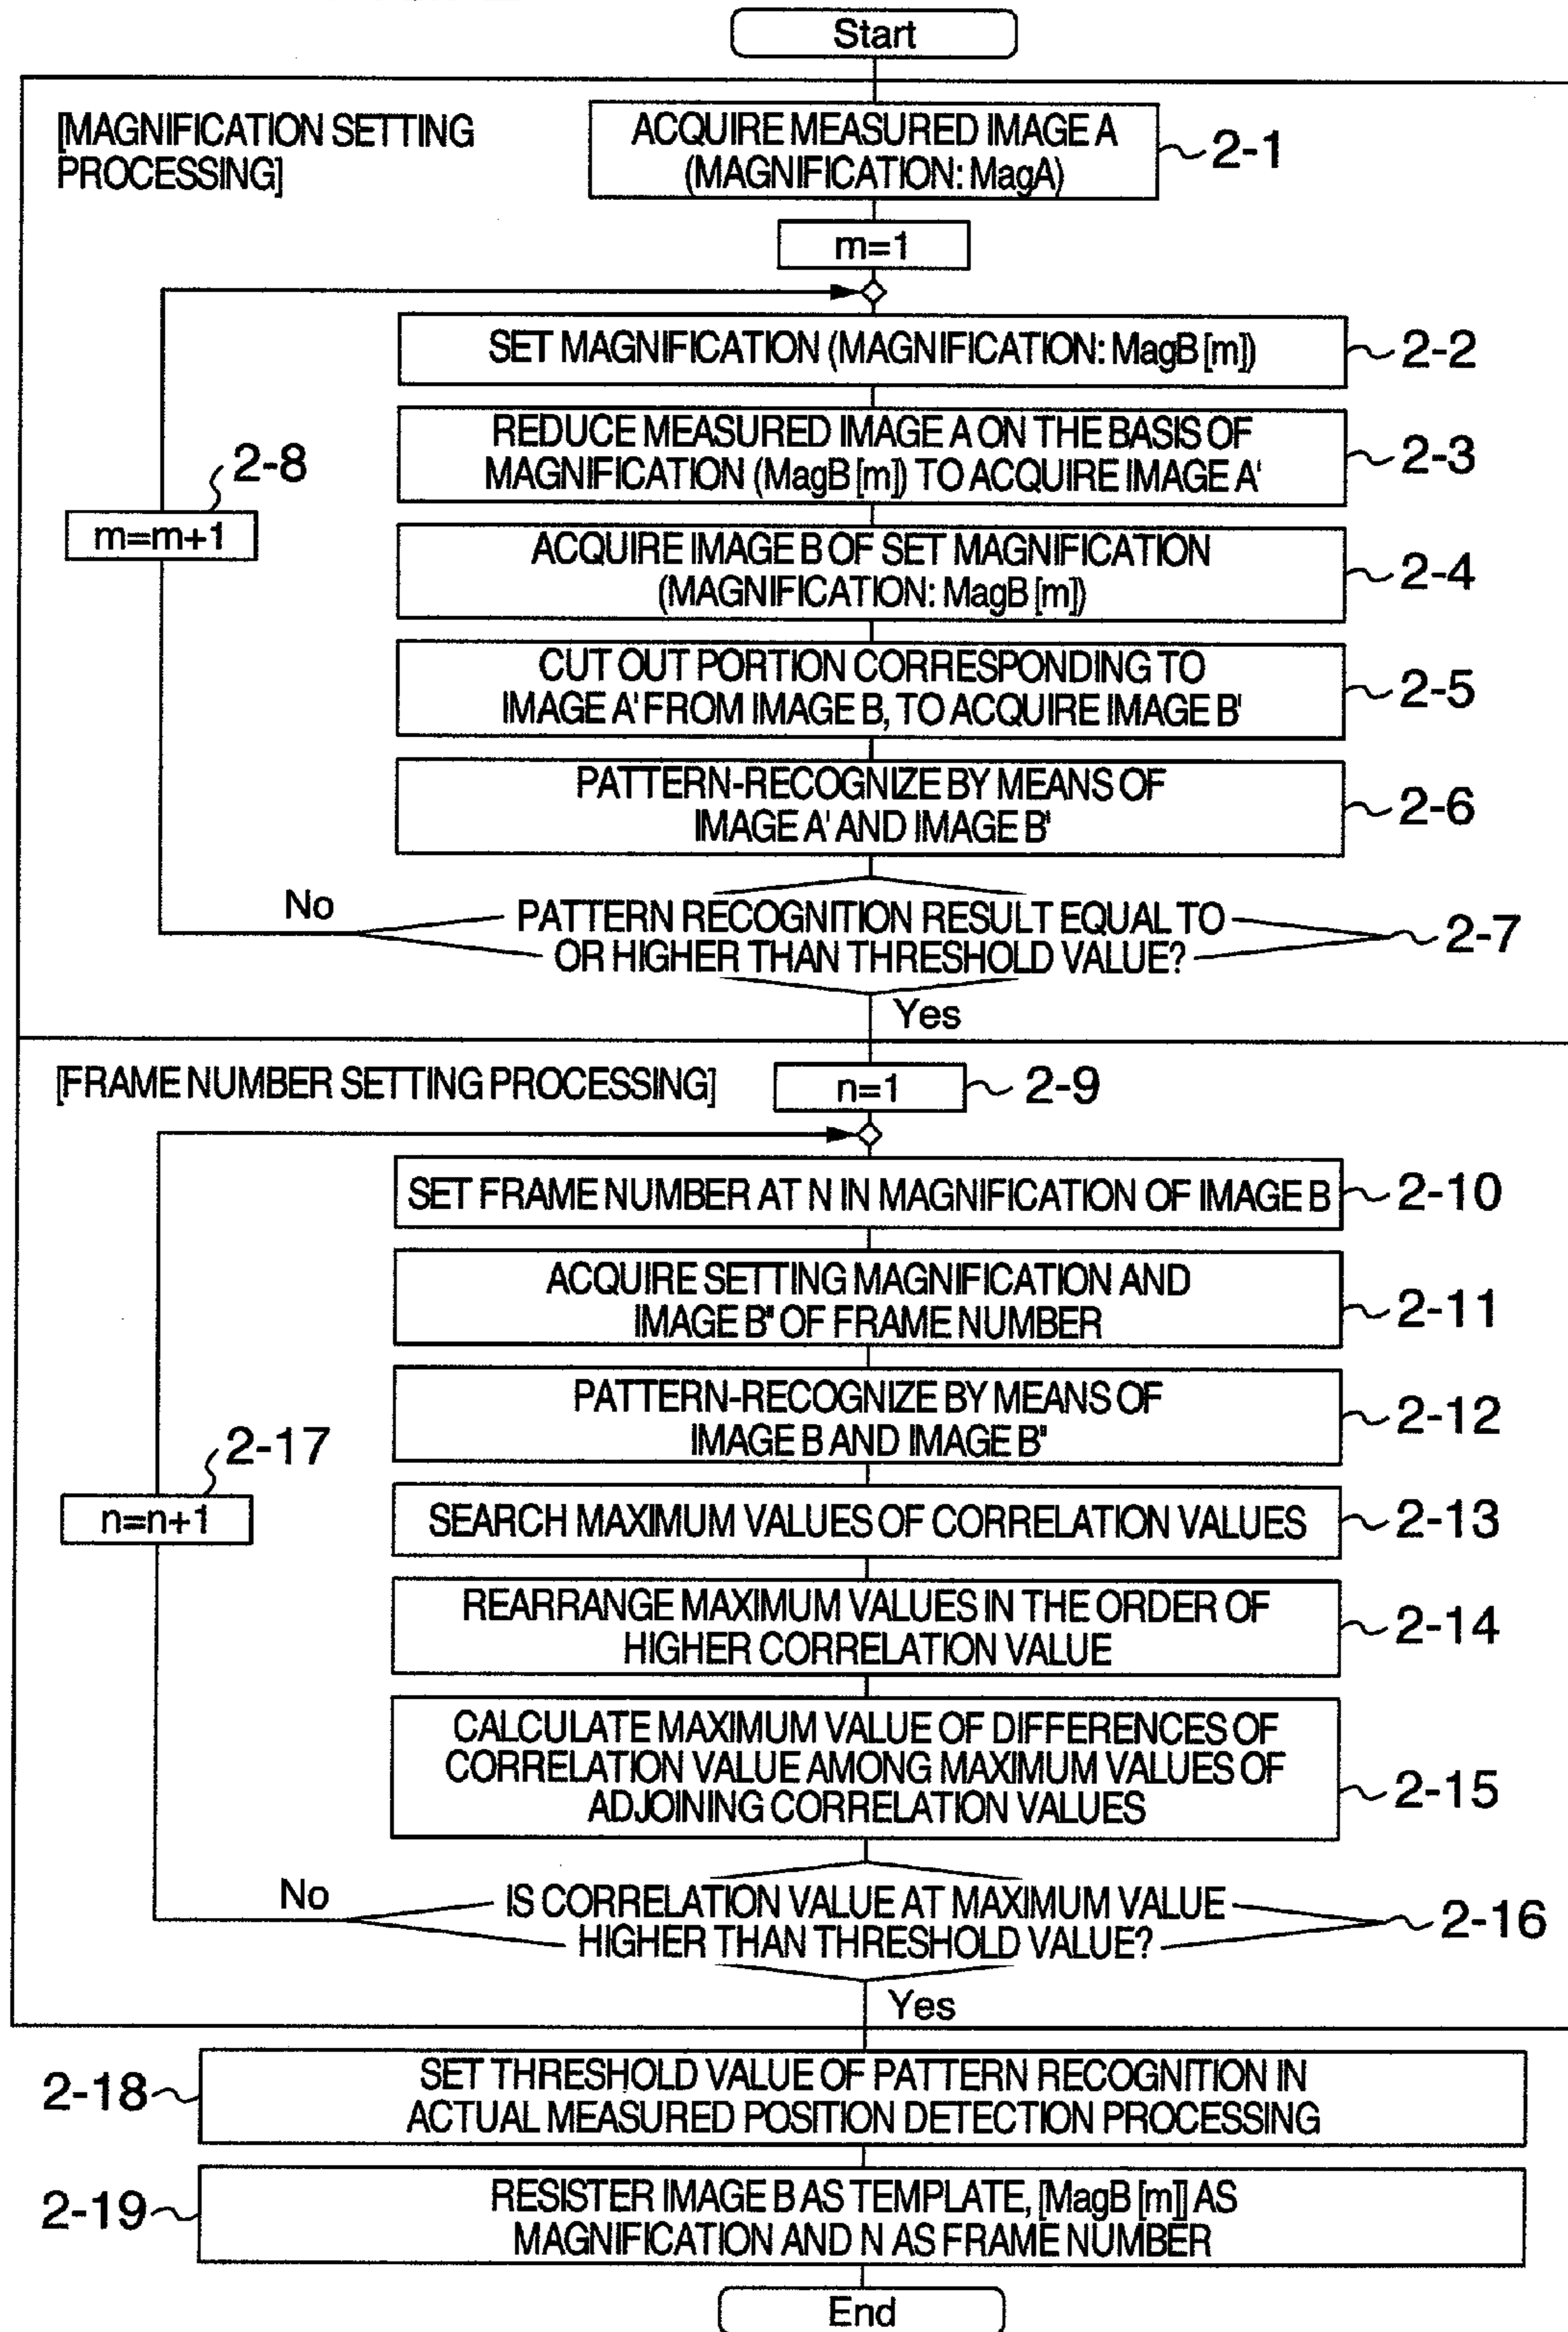 Start
[MAGNIFICATION SETTING
PROCESSING]
ACQUIRE MEASURED IMAGE A
(MAGNIFICATION: MagA)
2-1
m=1
SET MAGNIFICATION (MAGNIFICATION: MagB [m])
2-2
REDUCE MEASURED IMAGE A ON THE BASIS OF
MAGNIFICATION (MagB [m]) TO ACQUIRE IMAGE A'
2-3
2-8
m=m+1
ACQUIRE IMAGE B OF SET MAGNIFICATION
(MAGNIFICATION: MagB [m])
2-4
CUT OUT PORTION CORRESPONDING TO
IMAGE A' FROM IMAGE B, TO ACQUIRE IMAGE B'
2-5
PATTERN-RECOGNIZE BY MEANS OF
IMAGE A' AND IMAGE B'
2-6
No
PATTERN RECOGNITION RESULT EQUAL TO
OR HIGHER THAN THRESHOLD VALUE?
2-7
Yes
[FRAME NUMBER SETTING PROCESSING]
n=1
2-9
SET FRAME NUMBER AT N IN MAGNIFICATION OF IMAGE B
2-10
ACQUIRE SETTING MAGNIFICATION AND
IMAGE B" OF FRAME NUMBER
2-11
PATTERN-RECOGNIZE BY MEANS OF
IMAGE B AND IMAGE B"
2-12
2-17
n=n+1
SEARCH MAXIMUM VALUES OF CORRELATION VALUES
2-13
REARRANGE MAXIMUM VALUES IN THE ORDER OF
HIGHER CORRELATION VALUE
2-14
CALCULATE MAXIMUM VALUE OF DIFFERENCES OF
CORRELATION VALUE AMONG MAXIMUM VALUES OF
ADJOINING CORRELATION VALUES
2-15
No
IS CORRELATION VALUE AT MAXIMUM VALUE
HIGHER THAN THRESHOLD VALUE?
2-16
Yes
2-18
SET THRESHOLD VALUE OF PATTERN RECOGNITION IN
ACTUAL MEASURED POSITION DETECTION PROCESSING
2-19
RESISTER IMAGE B AS TEMPLATE, [MagB [m]] AS
MAGNIFICATION AND N AS FRAME NUMBER
End